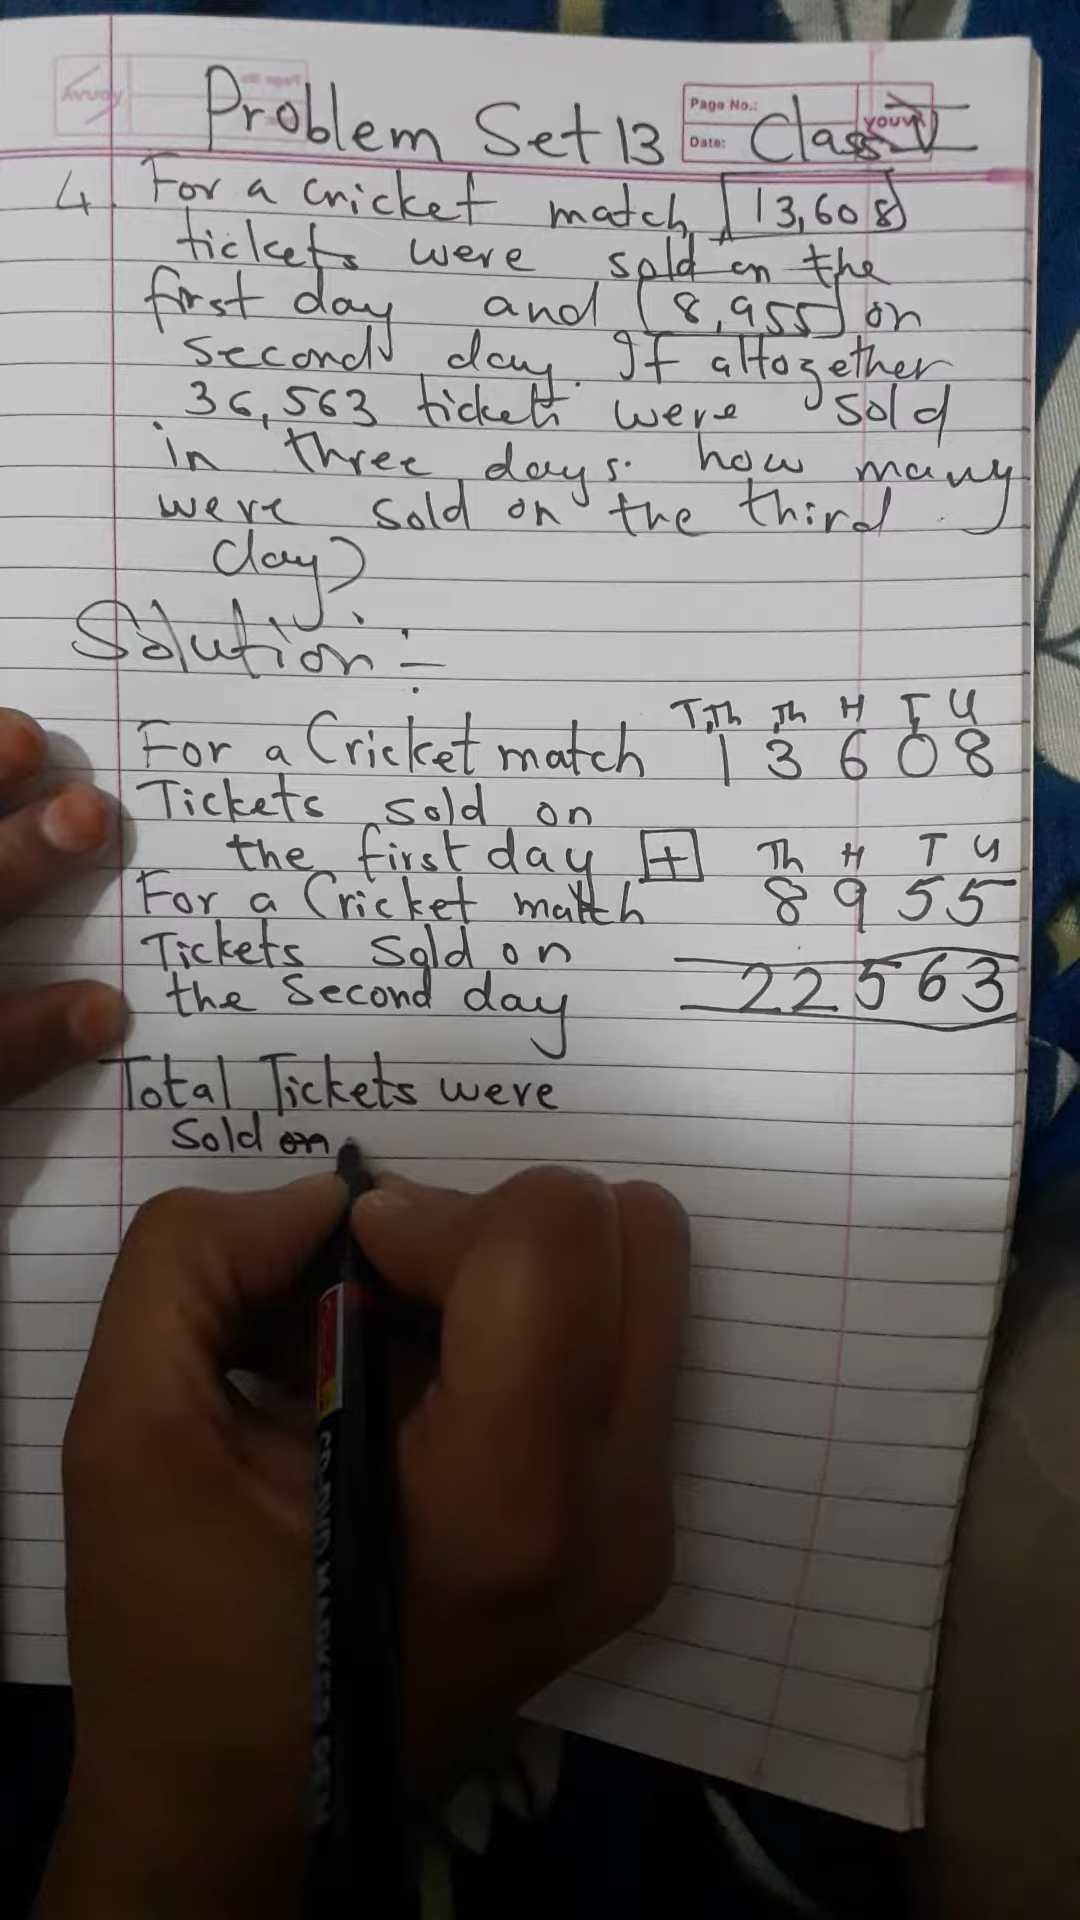 Problem Set 13 Class V
Page No.:
Date:
youva
4. For a cricket match 13,608
tickets were sold on the
first day and 8,955 on
second day. If altogether
36,563 tickets were sold
in three days. how many
were sold on the third
day?
Solution:-
T.Th Th H T U
For a Cricket match 1 3 6 0 8
Tickets sold on
the first day + Th H T U
For a Cricket match 8 9 5 5
Tickets sold on
the Second day 2 2 5 6 3
Total Tickets were
Sold on